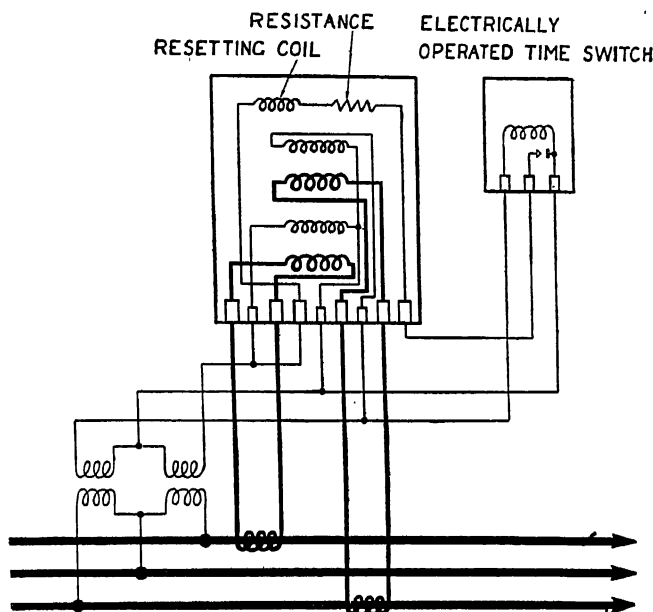 RESISTANCE
RESETTING COIL
ELECTRICALLY
OPERATED TIME SWITCH